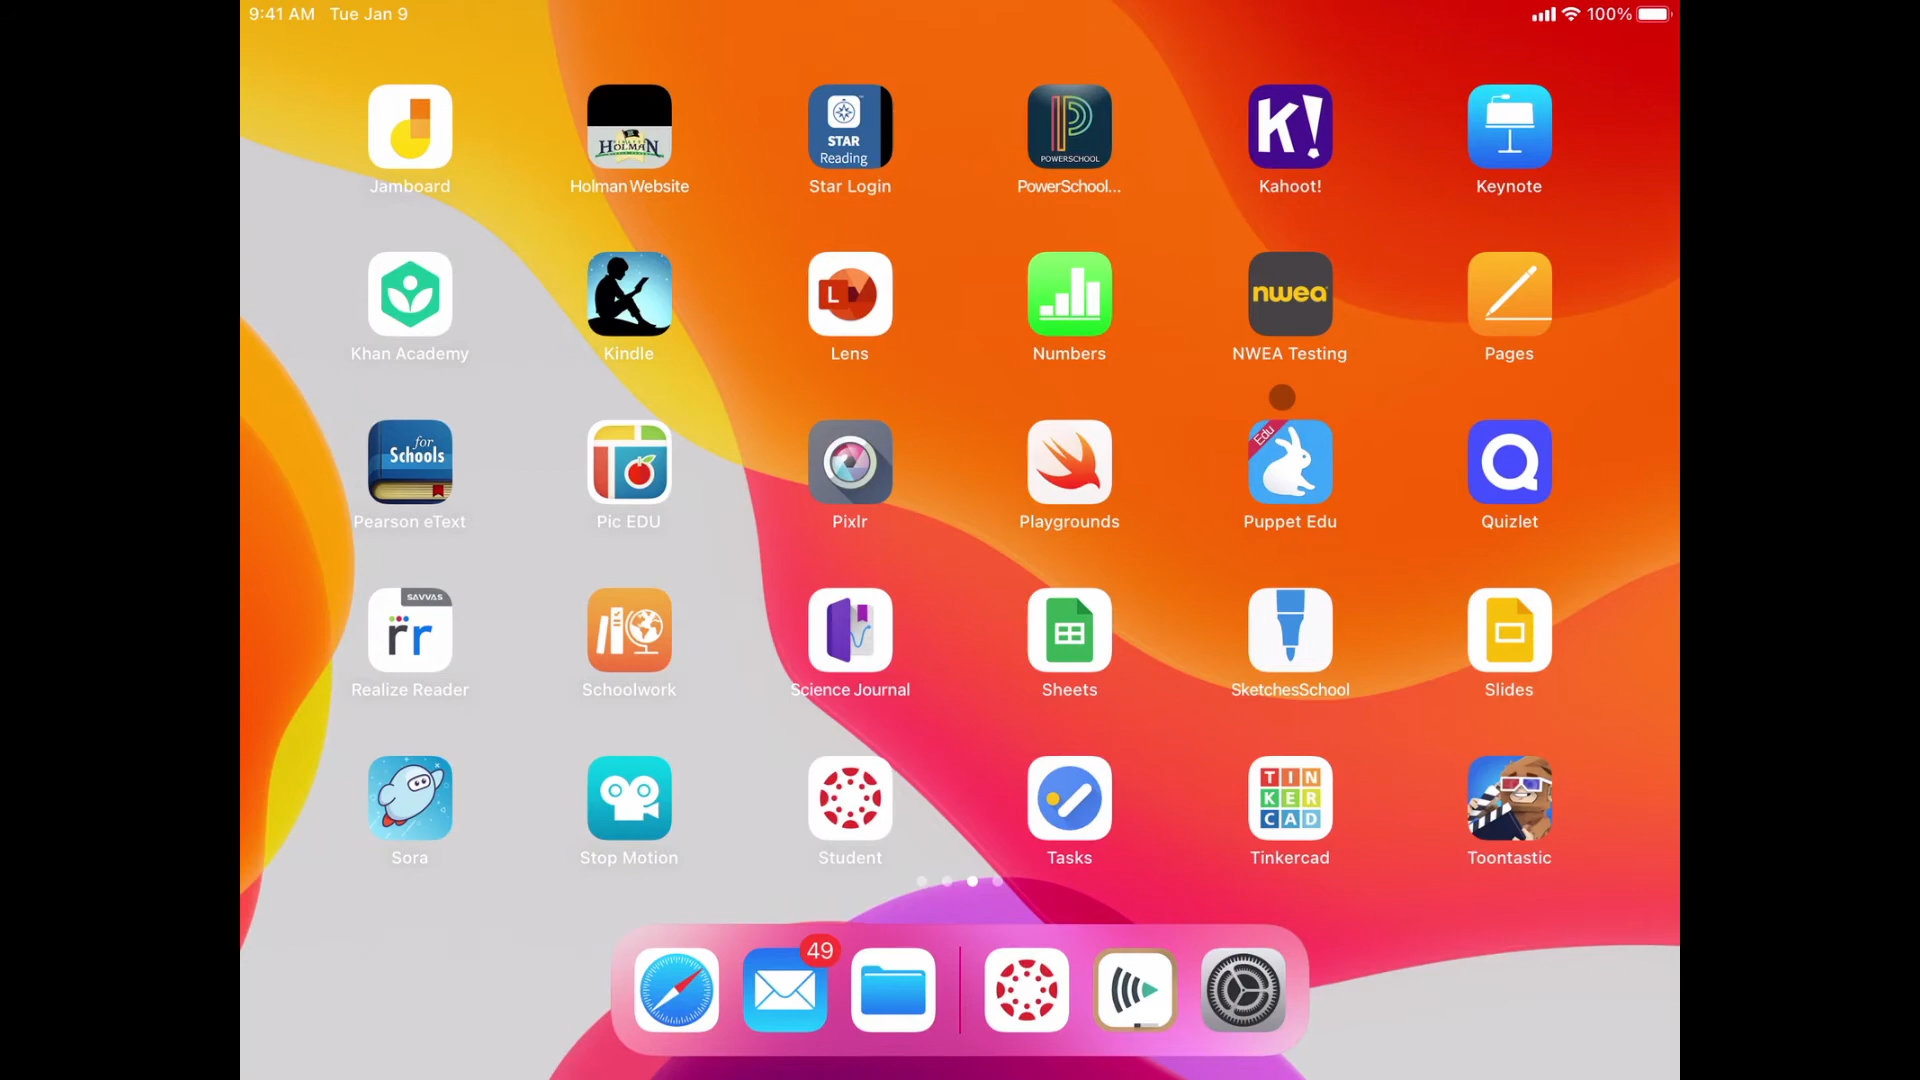 9:41 AM Tue Jan 9
100%
HOLMAN
STAR
Reading
POWERSCHOOL
K!
Jamboard
Holman Website
Star Login
PowerSchool...
Kahoot!
Keynote
L
nwea
Khan Academy
Kindle
Lens
Numbers
NWEA Testing
Pages
for
Schools
Edu
Pearson eText
Pic EDU
Pixlr
Playgrounds
Puppet Edu
Quizlet
SAVVAS
rr
Realize Reader
Schoolwork
Science Journal
Sheets
SketchesSchool
Slides
TIN
KER
CAD
Sora
Stop Motion
Student
Tasks
Tinkercad
Toontastic
49